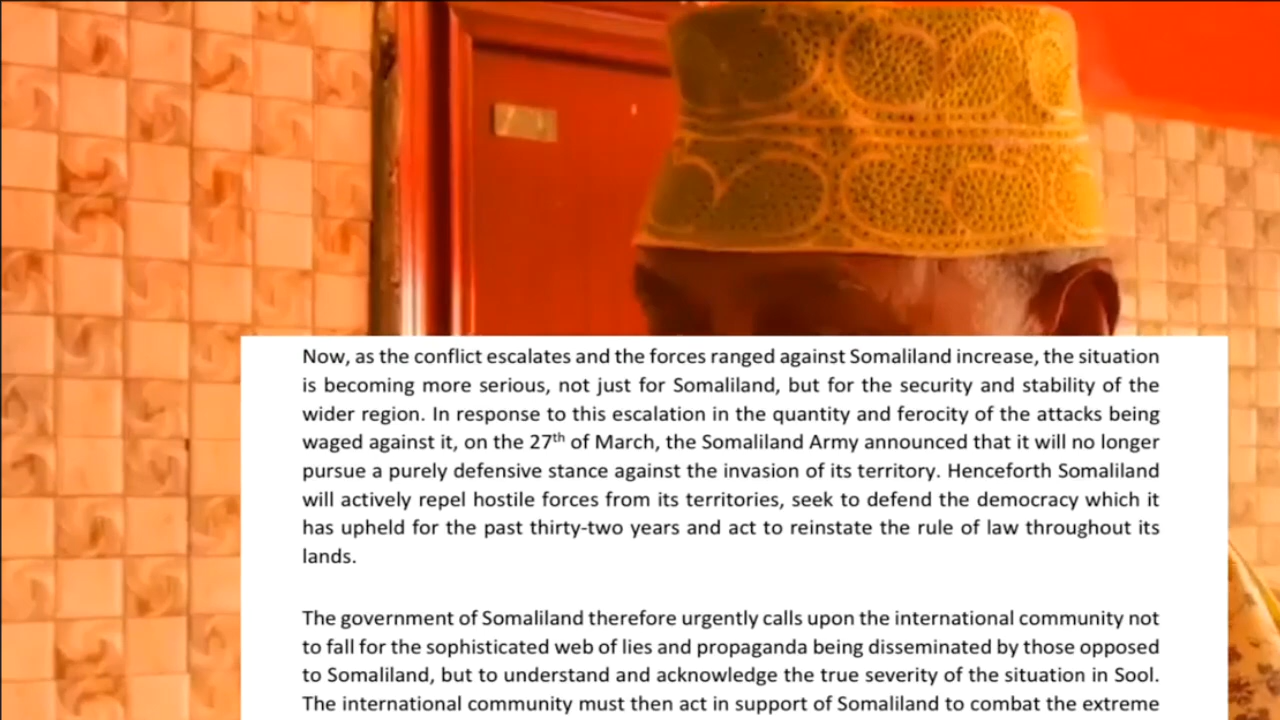 Now, as the conflict escalates and the forces ranged against Somaliland increase, the situation
is becoming more serious, not just for Somaliland, but for the security and stability of the
wider region. In response to this escalation in the quantity and ferocity of the attacks being
waged against it, on the 27th of March, the Somaliland Army announced that it will no longer
pursue a purely defensive stance against the invasion of its territory. Henceforth Somaliland
will actively repel hostile forces from its territories, seek to defend the democracy which it
has upheld for the past thirty-two years and act to reinstate the rule of law throughout its
lands.
The government of Somaliland therefore urgently calls upon the international community not
to fall for the sophisticated web of lies and propaganda being disseminated by those opposed
to Somaliland, but to understand and acknowledge the true severity of the situation in Sool.
The international community must then act in support of Somaliland to combat the extreme